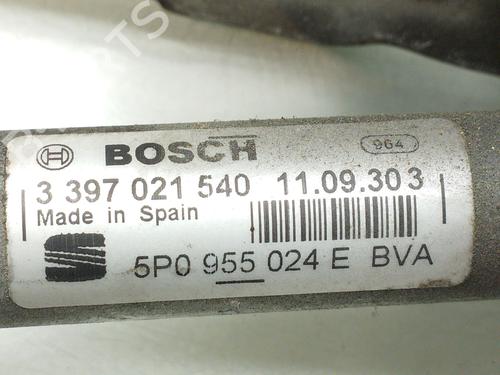 BOSCH 964
3 397 021 540 11.09.30 3
Made in Spain
5P0 955 024 E BVA